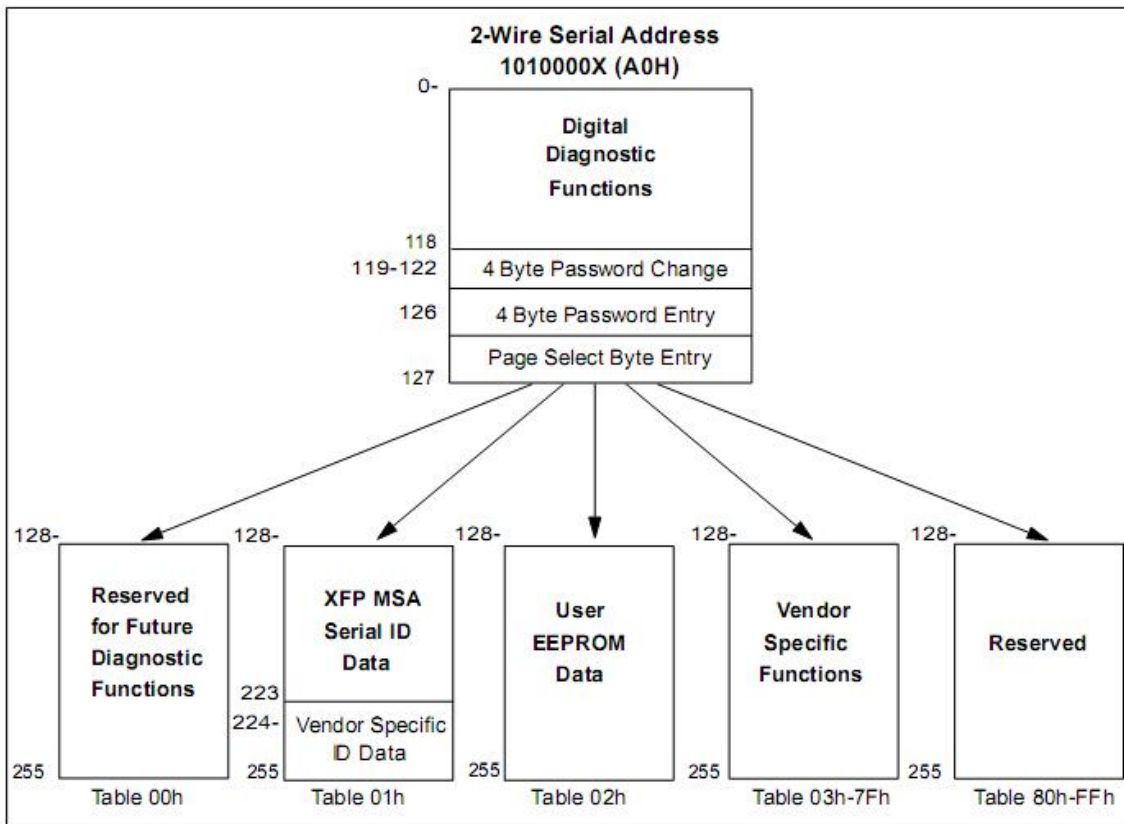 2-Wire Serial Address
1010000X (A0H)
0-
Digital
Diagnostic
Functions
118
119-122
4 Byte Password Change
126
4 Byte Password Entry
Page Select Byte Entry
127
128-
Reserved
for Future
Diagnostic
Functions
255
Table 00h
128-
XFP MSA
Serial ID
Data
223
224-
Vendor Specific
ID Data
255
Table 01h
128-
User
EEPROM
Data
255
Table 02h
128-
Vendor
Specific
Functions
255
Table 03h-7Fh
128-
Reserved
255
Table 80h-FFh